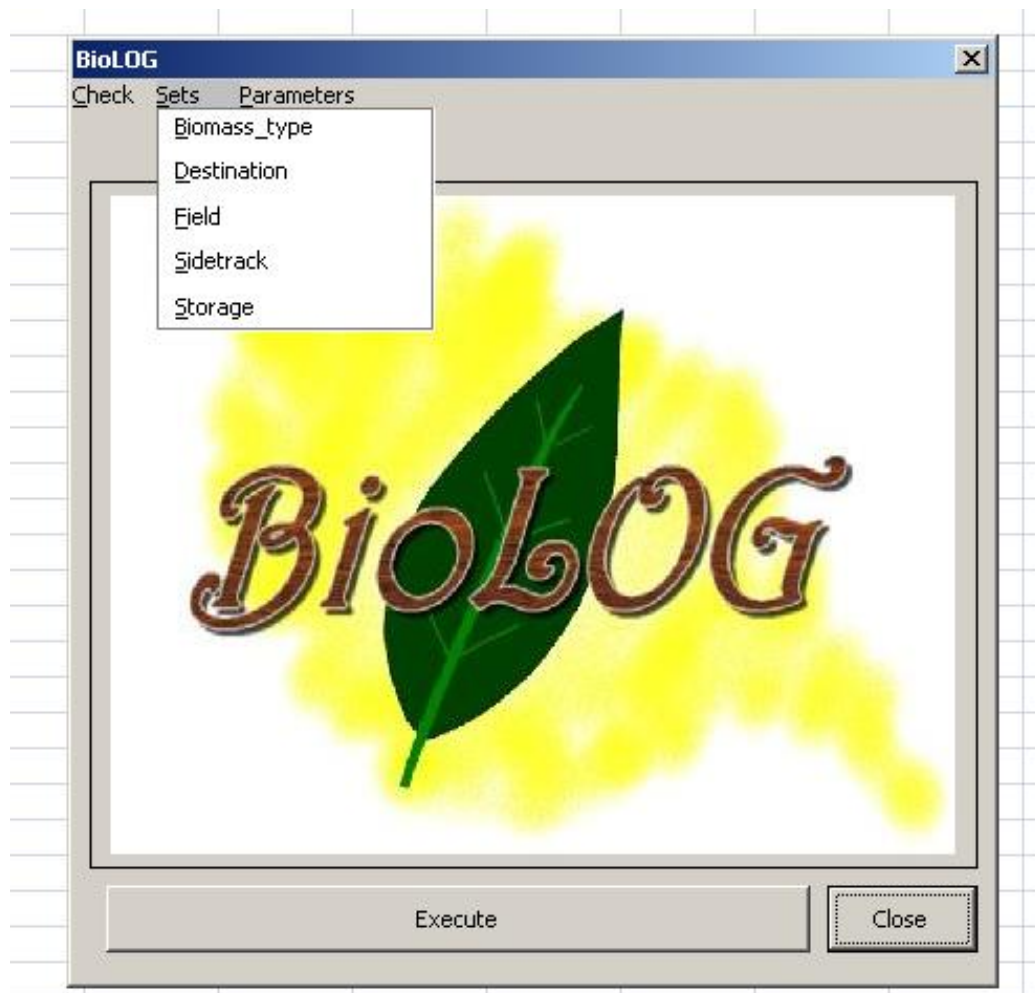 BioLOG
Check Sets Parameters
Biomass_type
Destination
Field
Sidetrack
Storage
BioLOG
Execute Close